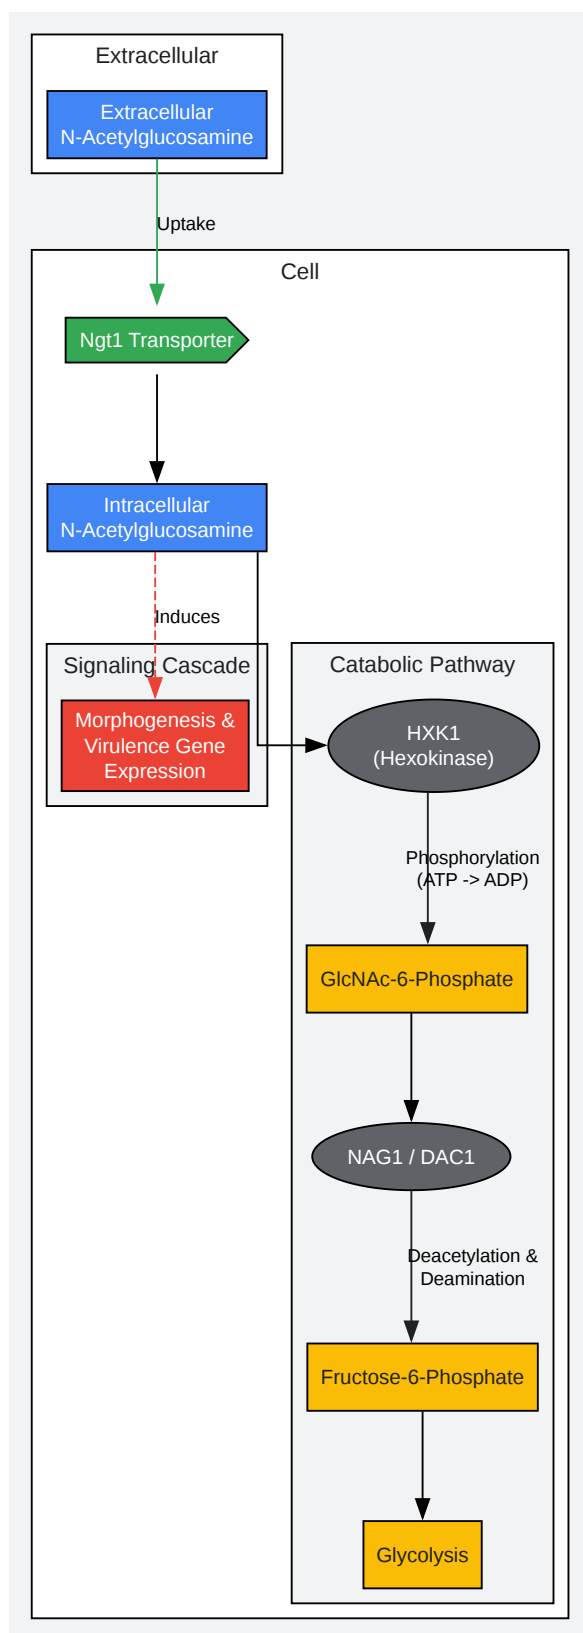 Extracellular
Extracellular
N-Acetylglucosamine
Uptake
Cell
Ngt1 Transporter
Intracellular
N-Acetylglucosamine
Induces
Signaling Cascade
Morphogenesis &
Virulence Gene
Expression
Catabolic Pathway
HXK1
(Hexokinase)
Phosphorylation
(ATP -> ADP)
GlcNAc-6-Phosphate
NAG1 / DAC1
Deacetylation &
Deamination
Fructose-6-Phosphate
Glycolysis